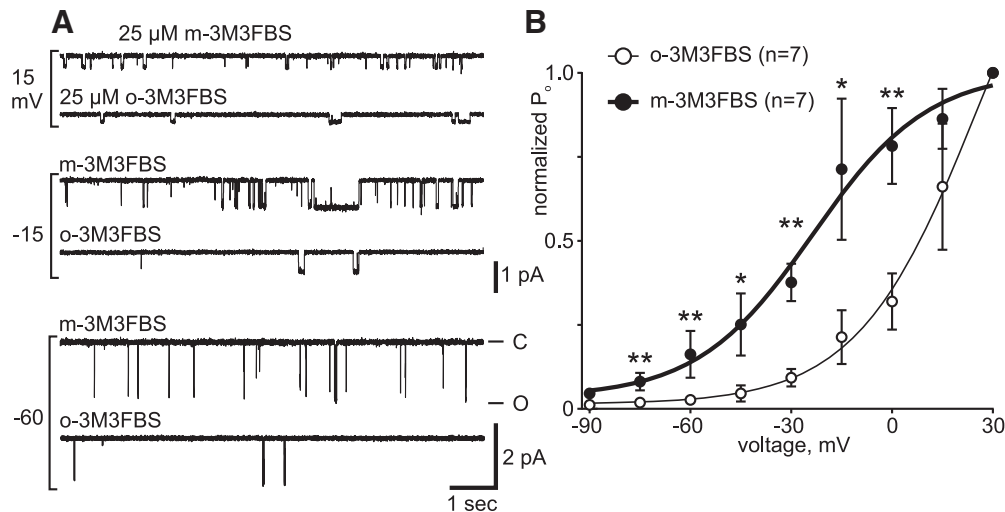 A
25 µM m-3M3FBS
15
mV
25 µM o-3M3FBS
m-3M3FBS
-15
o-3M3FBS
1 pA
m-3M3FBS
C
O
-60
o-3M3FBS
2 pA
1 sec
B
o-3M3FBS (n=7)
m-3M3FBS (n=7)
normalized Po
1.0
0.5
0
** ** * ** * **
-90 -60 -30 0 30
voltage, mV